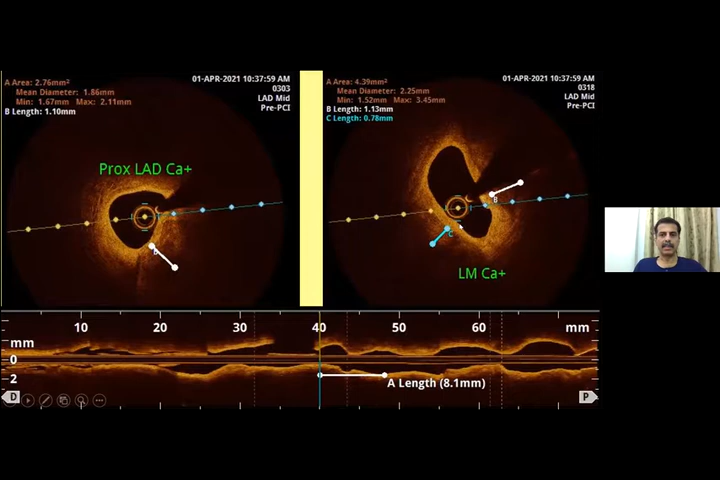 A Area: 2.76mm²
Mean Diameter: 1.86mm
Min: 1.67mm Max: 2.11mm
B Length: 1.10mm
01-APR-2021 10:37:59 AM
0303
LAD Mid
Pre-PCI
Prox LAD Ca+
B
A Area: 4.39mm²
Mean Diameter: 2.25mm
Min: 1.52mm Max: 3.45mm
B Length: 1.13mm
C Length: 0.78mm
01-APR-2021 10:37:59 AM
0318
LAD Mid
Pre-PCI
B
C
LM Ca+
10 20 30 40 50 60 mm
mm
0
2
A Length (8.1mm)
D
P